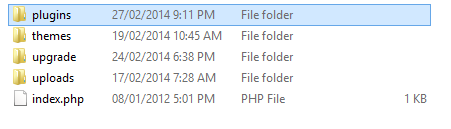 plugins 27/02/2014 9:11 PM File folder
themes 19/02/2014 10:45 AM File folder
upgrade 24/02/2014 6:38 PM File folder
uploads 17/02/2014 7:28 AM File folder
index.php 08/01/2012 5:01 PM PHP File 1 KB